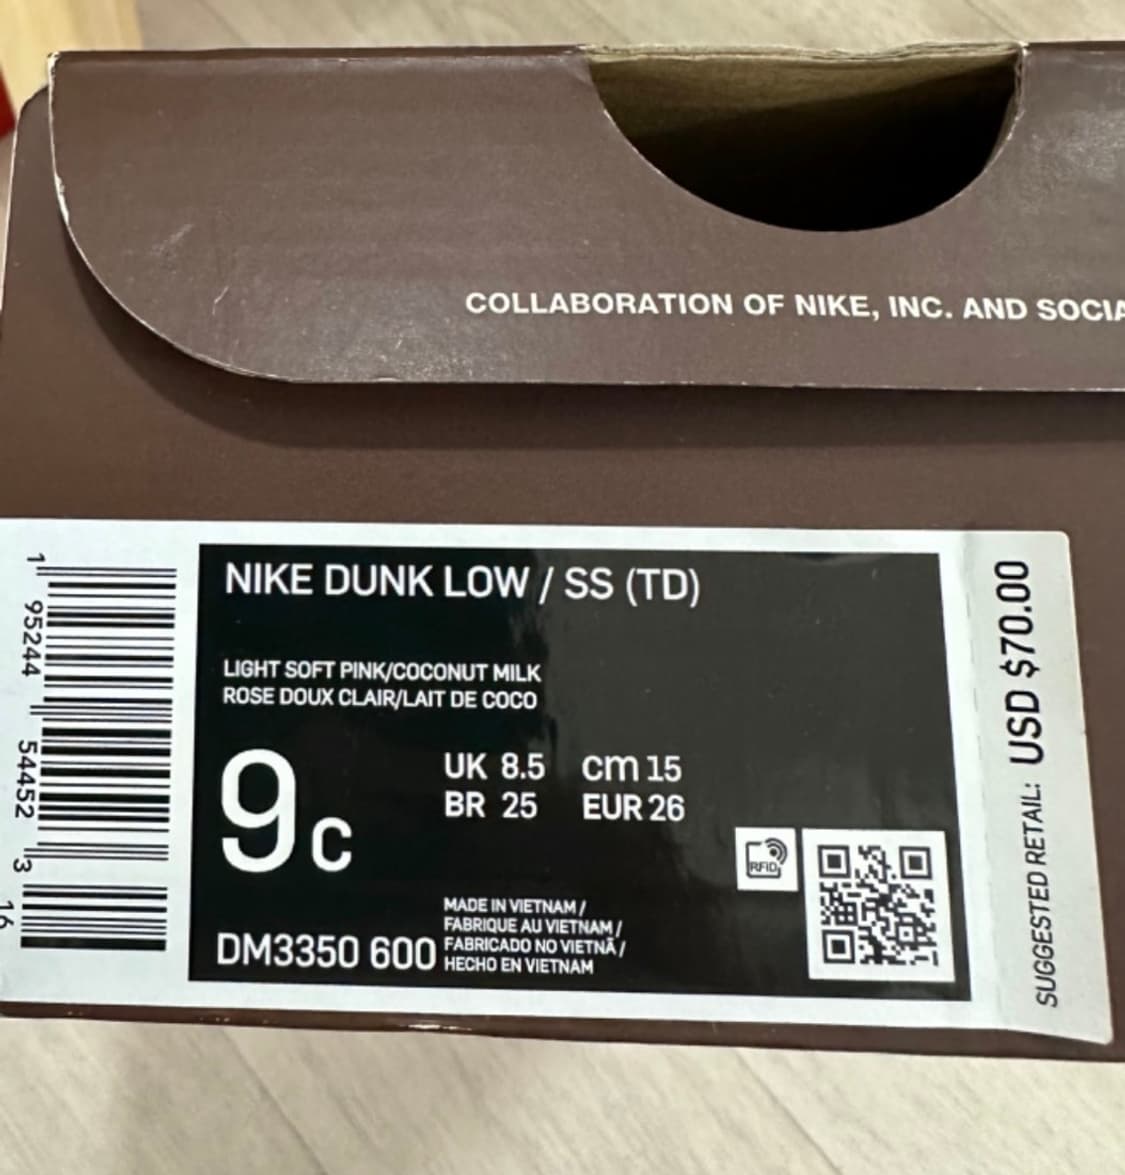 COLLABORATION OF NIKE, INC. AND
NIKE DUNK LOW / SS (TD)
LIGHT SOFT PINK/COCONUT MILK
ROSE DOUX CLAIR/LAIT DE COCO
9c
UK 8.5 cm 15
BR 25 EUR 26
MADE IN VIETNAM /
FABRIQUE AU VIETNAM /
FABRICADO NO VIETNÃ /
HECHO EN VIETNAM
DM3350 600
RFID
1 95244 54452 3 16
SUGGESTED RETAIL: USD $70.00